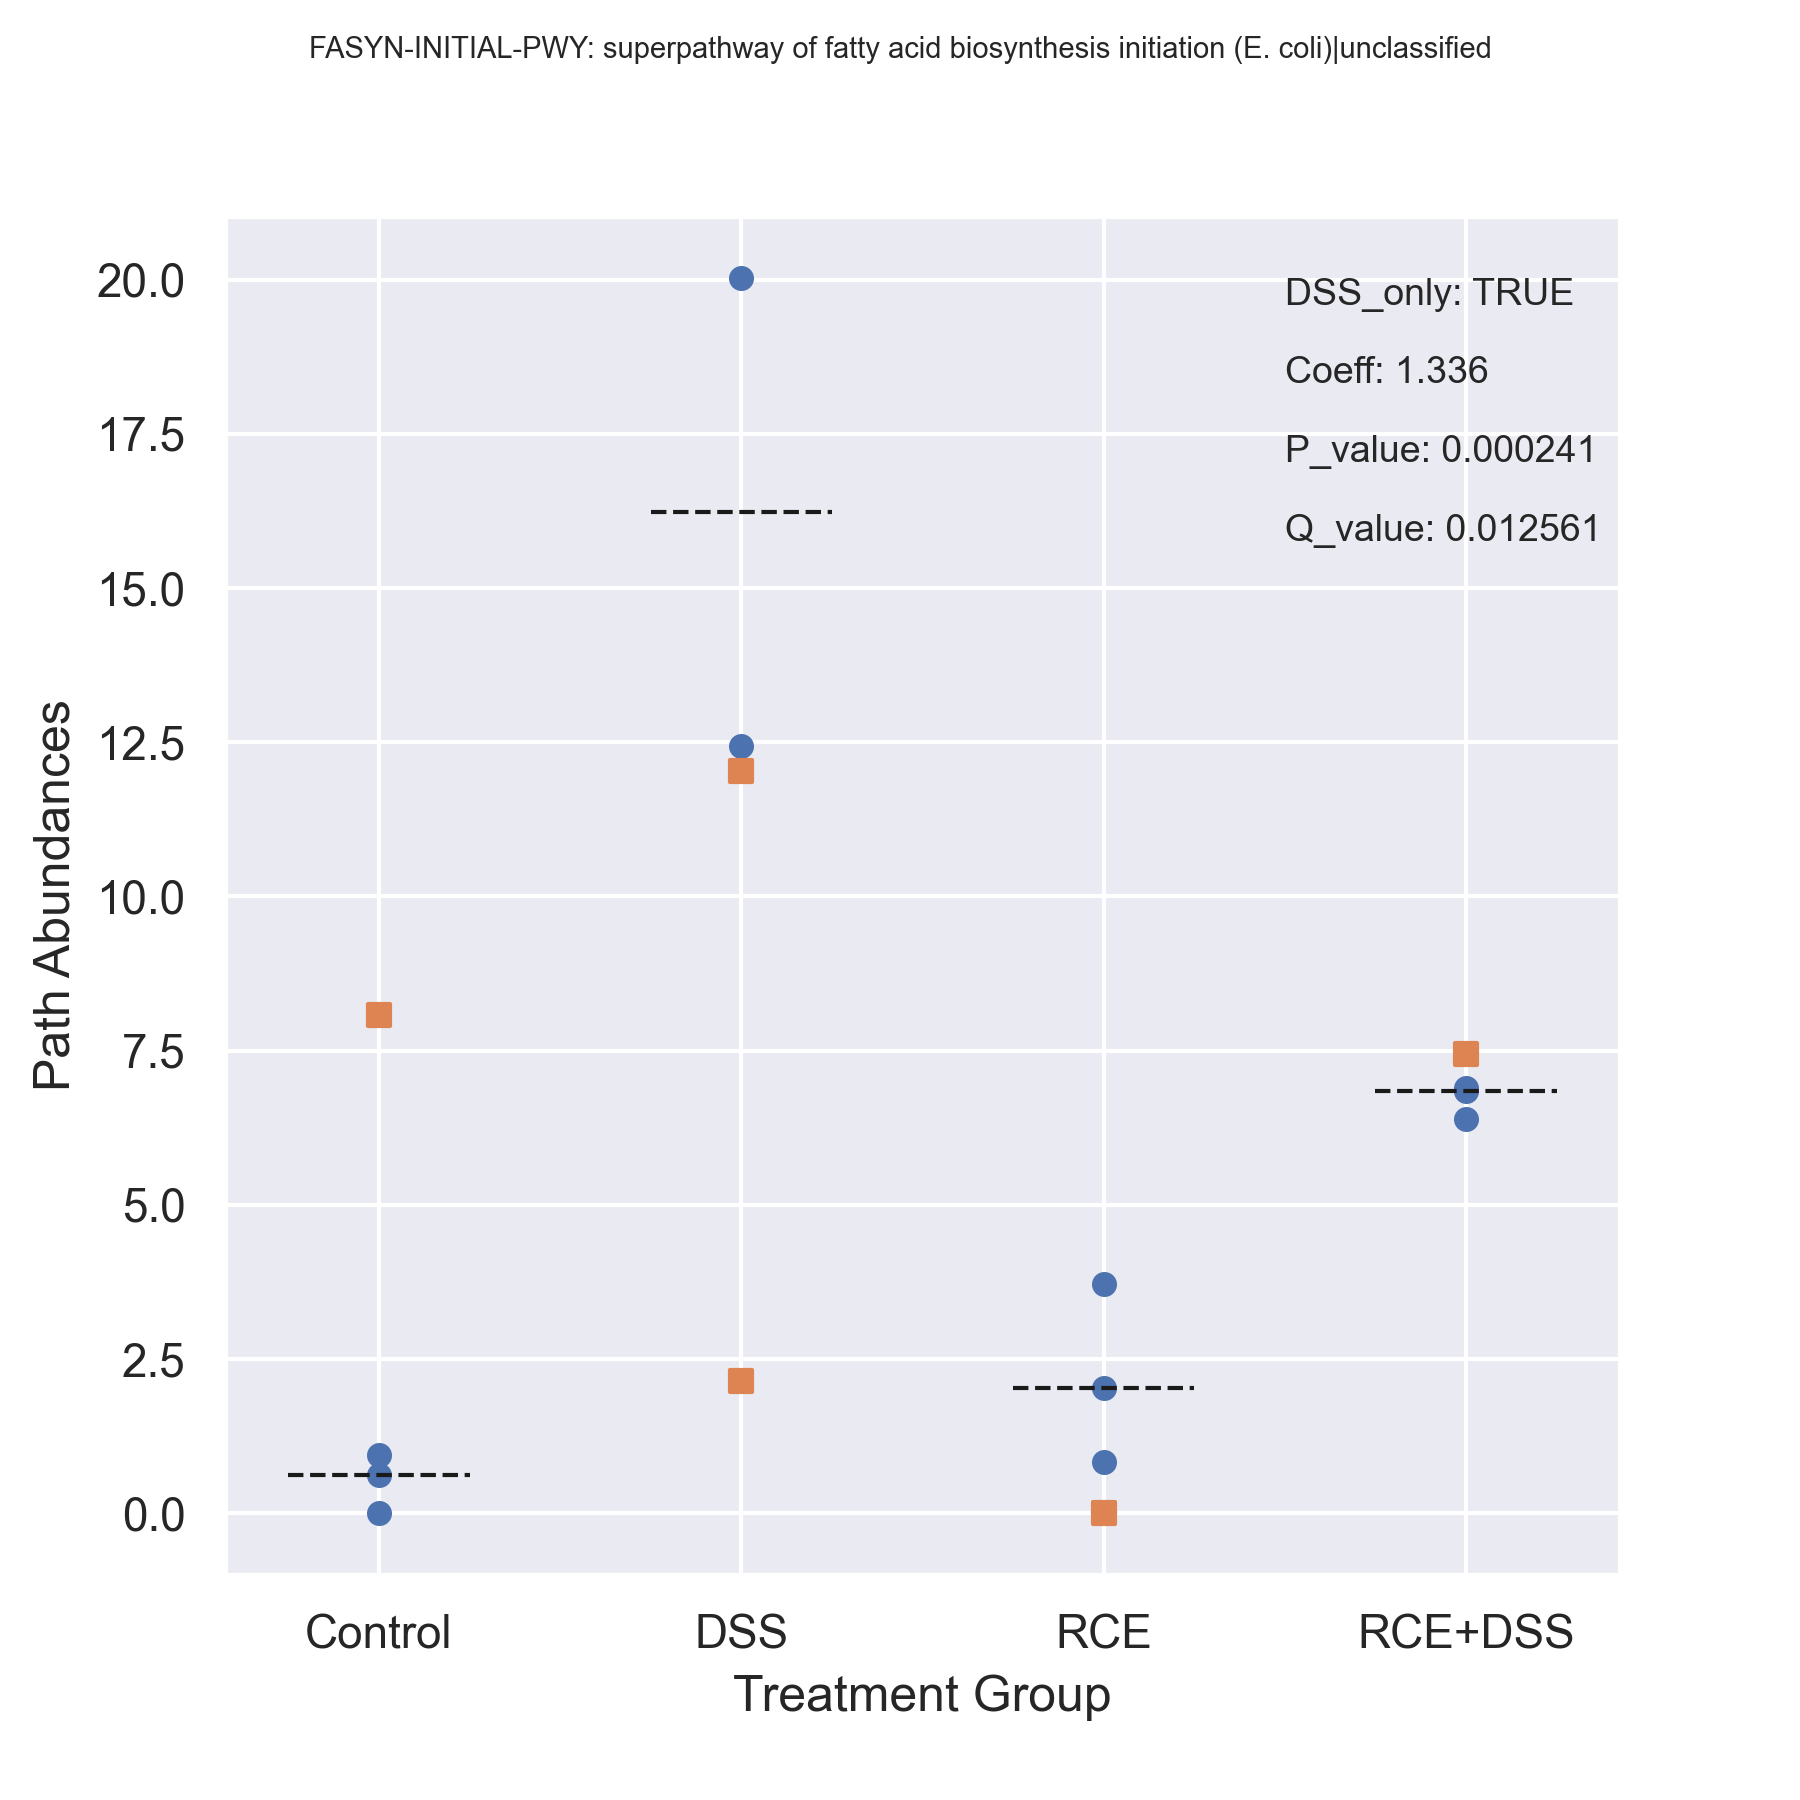 FASYN-INITIAL-PWY: superpathway of fatty acid biosynthesis initiation (E. coli)|unclassified
20.0
17.5
15.0
12.5
10.0
7.5
5.0
2.5
0.0
Path Abundances
DSS_only: TRUE
Coeff: 1.336
P_value: 0.000241
Q_value: 0.012561
Control
DSS
RCE
RCE+DSS
Treatment Group